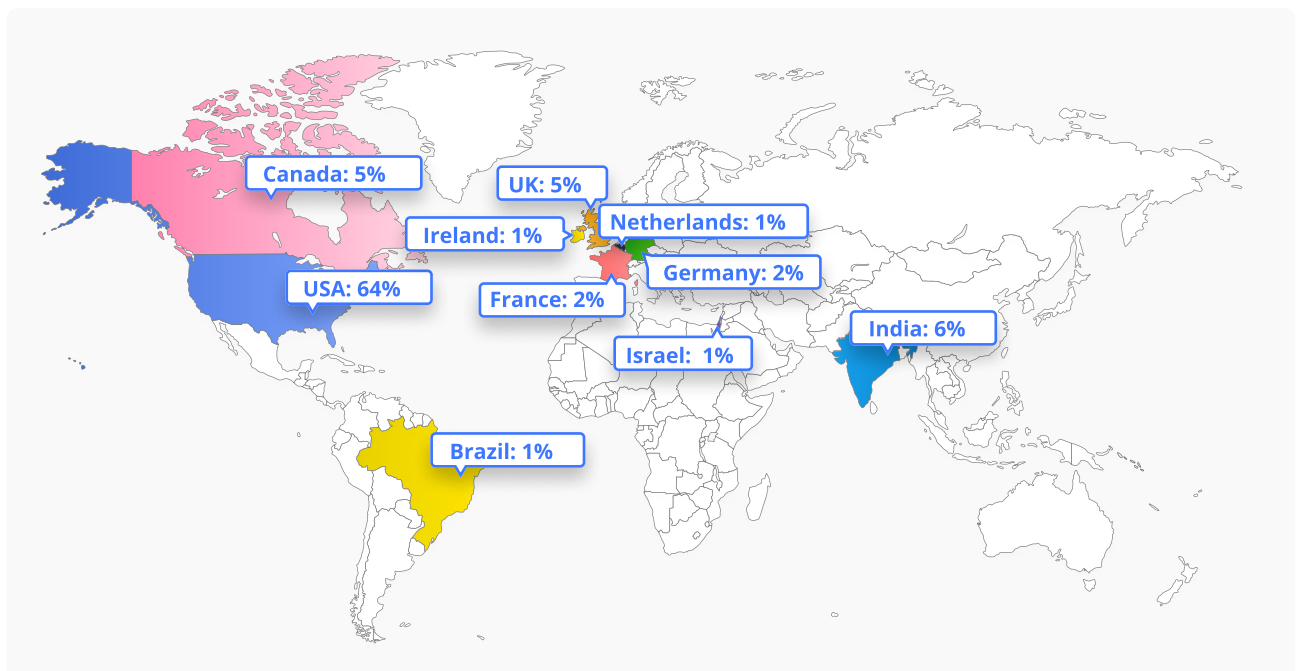 Canada: 5%
UK: 5%
Netherlands: 1%
Ireland: 1%
Germany: 2%
USA: 64%
France: 2%
India: 6%
Israel: 1%
Brazil: 1%